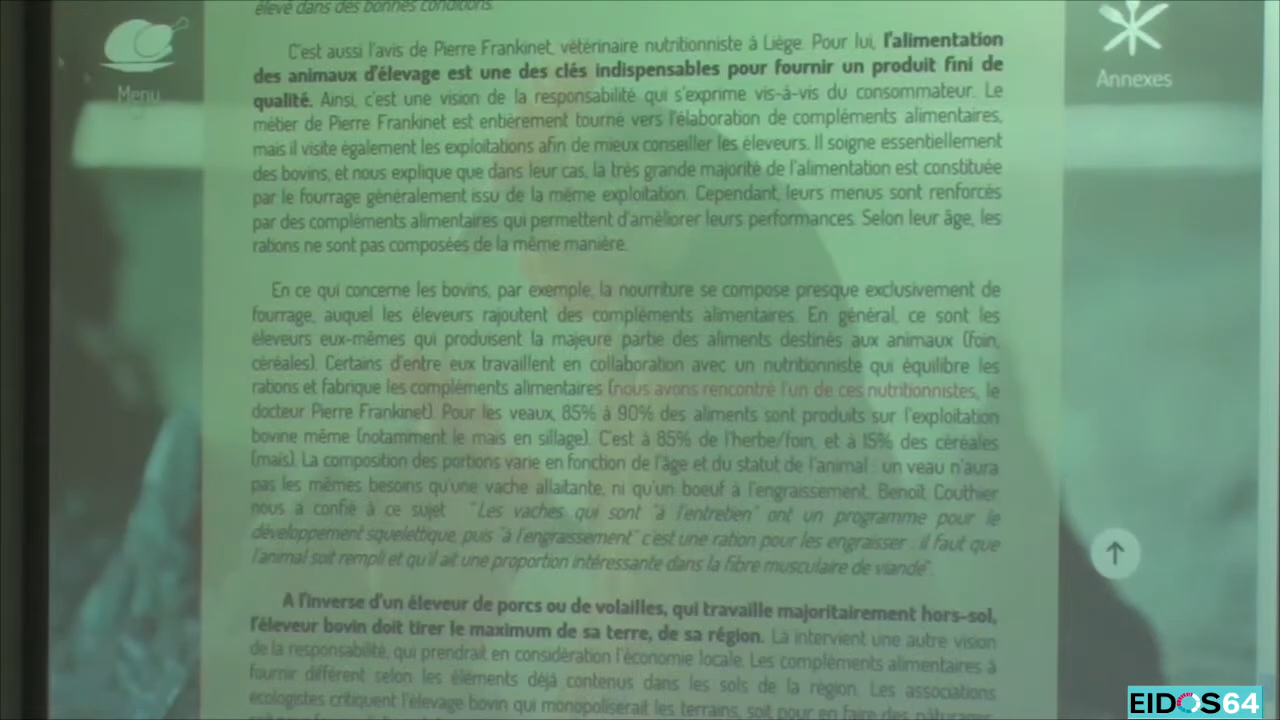 élevé dans des bonnes conditions.
C'est aussi l'avis de Pierre Frankinet, vétérinaire nutritionniste à Liège. Pour lui, l'alimentation
des animaux d'élevage est une des clés indispensables pour fournir un produit fini de
qualité. Ainsi, c'est une vision de la responsabilité qui s'exprime vis-à-vis du consommateur. Le
métier de Pierre Frankinet est entièrement tourné vers l'élaboration de compléments alimentaires,
mais il visite également les exploitations afin de mieux conseiller les éleveurs. Il soigne essentiellement
des bovins, et nous explique que dans leur cas, la très grande majorité de l'alimentation est constituée
par le fourrage généralement issu de la même exploitation. Cependant, leurs menus sont renforcés
par des compléments alimentaires qui permettent d'améliorer leurs performances. Selon leur âge, les
rations ne sont pas composées de la même manière.
En ce qui concerne les bovins, par exemple, la nourriture se compose presque exclusivement de
fourrage, auquel les éleveurs rajoutent des compléments alimentaires. En général, ce sont les
éleveurs eux-mêmes qui produisent la majeure partie des aliments destinés aux animaux (foin,
céréales). Certains d'entre eux travaillent en collaboration avec un nutritionniste qui équilibre les
rations et fabrique les compléments alimentaires (nous avons rencontré l'un de ces nutritionnistes, le
docteur Pierre Frankinet). Pour les veaux, 85% à 90% des aliments sont produits sur l'exploitation
bovine même (notamment le maïs en sillage). C'est à 85% de l'herbe/foin, et à 15% des céréales
(maïs). La composition des portions varie en fonction de l'âge et du statut de l'animal : un veau n'aura
pas les mêmes besoins qu'une vache allaitante, ni qu'un boeuf à l'engraissement. Benoît Couthier
nous a confié à ce sujet "Les vaches qui sont "à l'entretien" ont un programme pour le
développement squelettique, puis "à l'engraissement" c'est une ration pour les engraisser : il faut que
l'animal soit rempli et qu'il ait une proportion intéressante dans la fibre musculaire de viande".
A l'inverse d'un éleveur de porcs ou de volailles, qui travaille majoritairement hors-sol,
l'éleveur bovin doit tirer le maximum de sa terre, de sa région. Là intervient une autre vision
de la responsabilité, qui prendrait en considération l'économie locale. Les compléments alimentaires à
fournir diffèrent selon les éléments déjà contenus dans les sols de la région. Les associations
écologistes critiquent l'élevage bovin qui monopoliserait les terrains, soit pour en faire des pâturages
Menu
Annexes
EIDOS64